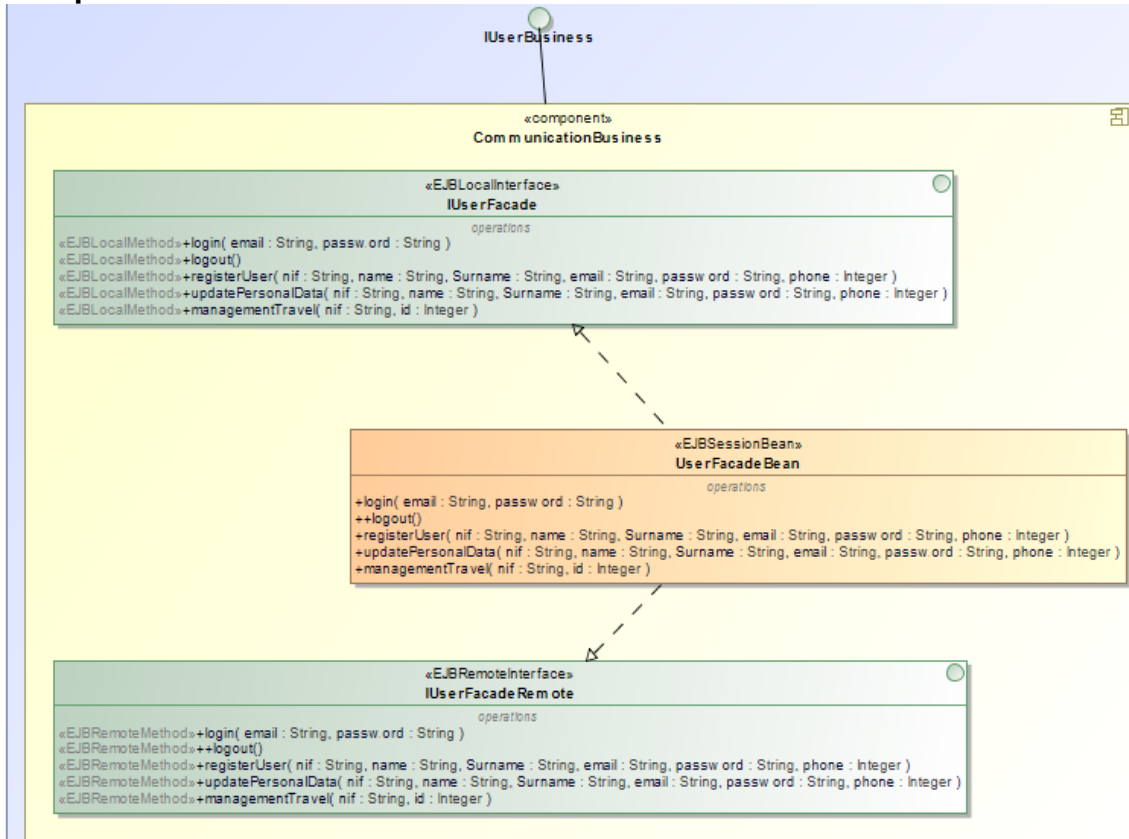 IUserBusiness
«component»
CommunicationBusiness
«EJBLocalInterface»
IUserFacade
operations
«EJBLocalMethod»+login( email : String, password : String )
«EJBLocalMethod»+logout()
«EJBLocalMethod»+registerUser( nif : String, name : String, Surname : String, email : String, password : String, phone : Integer )
«EJBLocalMethod»+updatePersonalData( nif : String, name : String, Surname : String, email : String, password : String, phone : Integer )
«EJBLocalMethod»+managementTravel( nif : String, id : Integer )
«EJBSessionBean»
UserFacadeBean
operations
+login( email : String, password : String )
++logout()
+registerUser( nif : String, name : String, Surname : String, email : String, password : String, phone : Integer )
+updatePersonalData( nif : String, name : String, Surname : String, email : String, password : String, phone : Integer )
+managementTravel( nif : String, id : Integer )
«EJBRemoteInterface»
IUserFacadeRemote
operations
«EJBRemoteMethod»+login( email : String, password : String )
«EJBRemoteMethod»++logout()
«EJBRemoteMethod»+registerUser( nif : String, name : String, Surname : String, email : String, password : String, phone : Integer )
«EJBRemoteMethod»+updatePersonalData( nif : String, name : String, Surname : String, email : String, password : String, phone : Integer )
«EJBRemoteMethod»+managementTravel( nif : String, id : Integer )